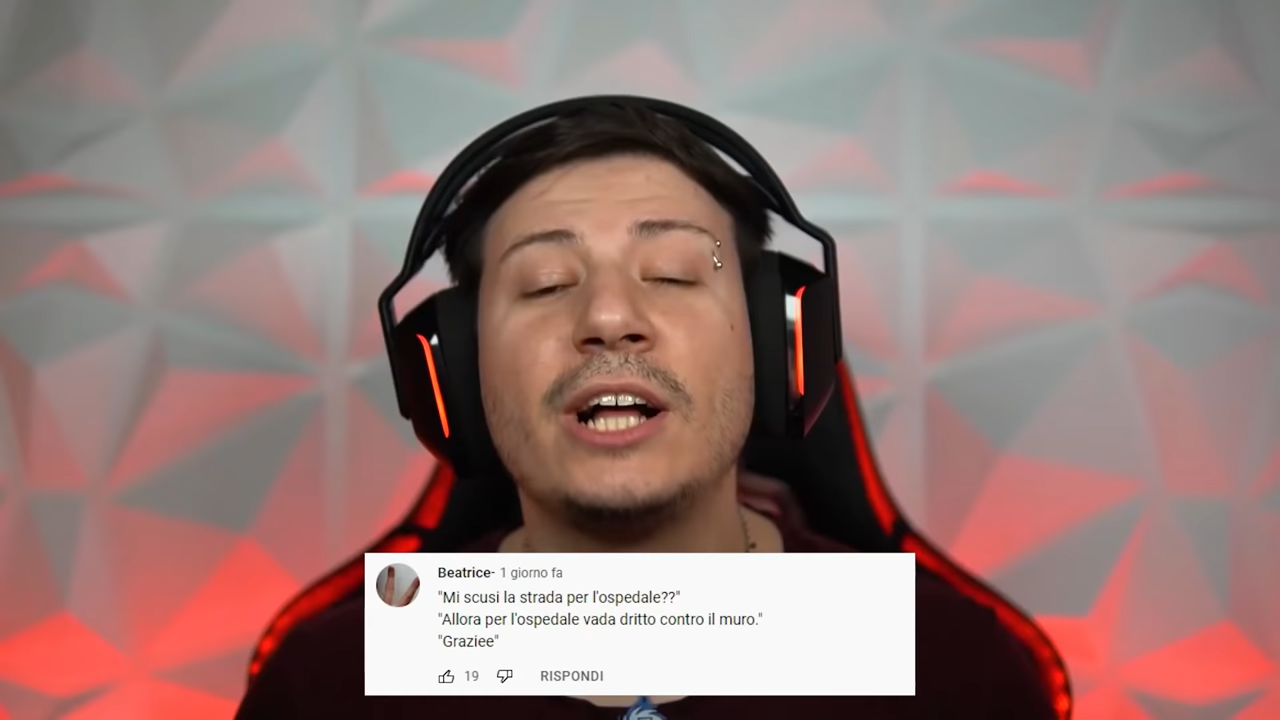 Beatrice- 1 giorno fa
"Mi scusi la strada per l'ospedale??"
"Allora per l'ospedale vada dritto contro il muro."
"Graziee"
19 RISPONDI